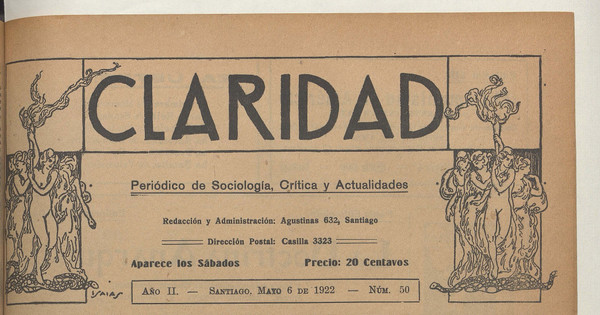 CLARIDAD
Periódico de Sociología, Crítica y Actualidades
Redacción y Administración: Agustinas 632, Santiago
Dirección Postal: Casilla 3323
Aparece los Sábados Precio: 20 Centavos
AÑO II. — SANTIAGO, MAYO 6 DE 1922 — NÚM. 50
ISAIAS